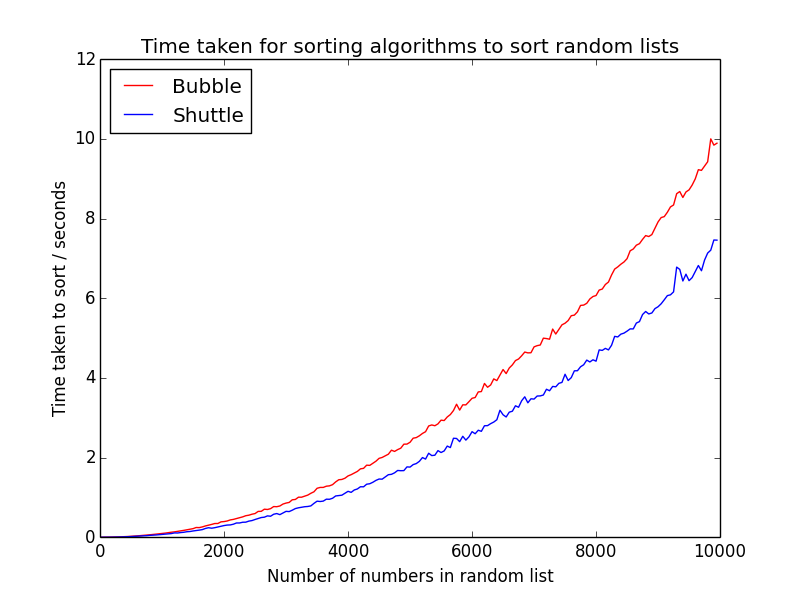 Time taken for sorting algorithms to sort random lists
12
Bubble
Shuttle
10
8
6
4
2
0
Time taken to sort / seconds
0 2000 4000 6000 8000 10000
Number of numbers in random list